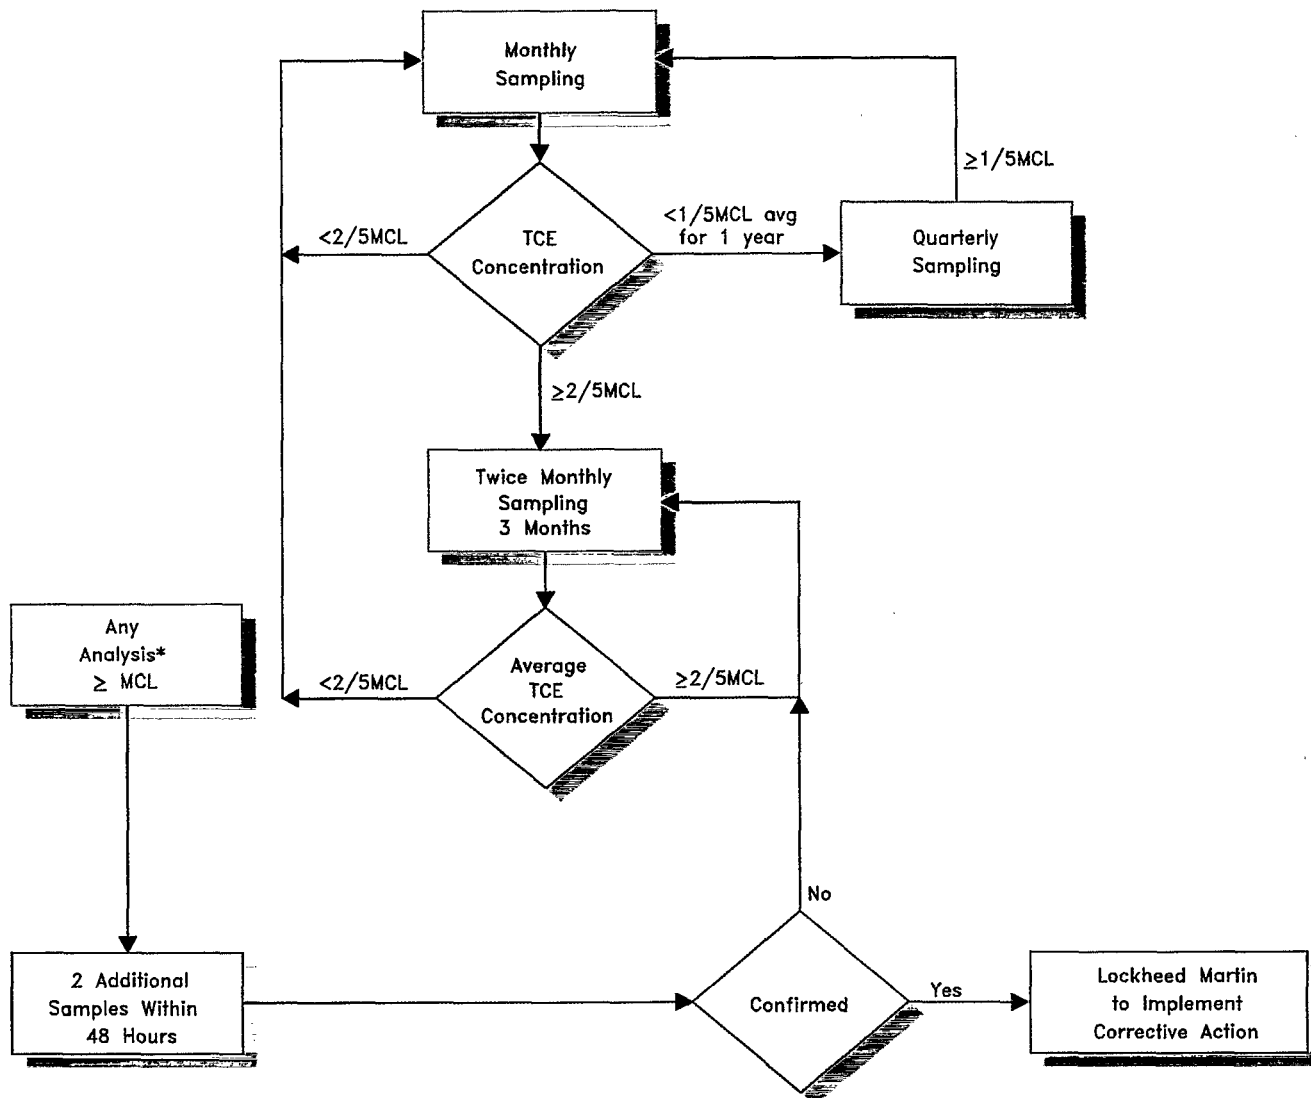 Monthly
Sampling
≥1/5MCL
<2/5MCL
TCE
Concentration
<1/5MCL avg
for 1 year
Quarterly
Sampling
≥2/5MCL
Twice Monthly
Sampling
3 Months
Any
Analysis*
≥ MCL
<2/5MCL
Average
TCE
Concentration
≥2/5MCL
No
2 Additional
Samples Within
48 Hours
Confirmed
Yes
Lockheed Martin
to Implement
Corrective Action